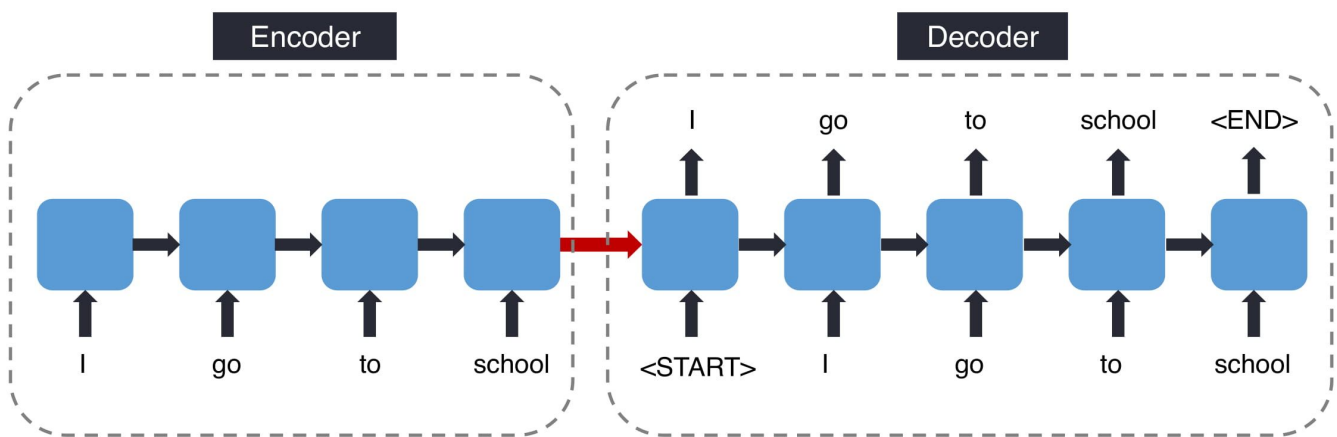 Encoder
Decoder
I go to school <END>
I go to school
<START> I go to school